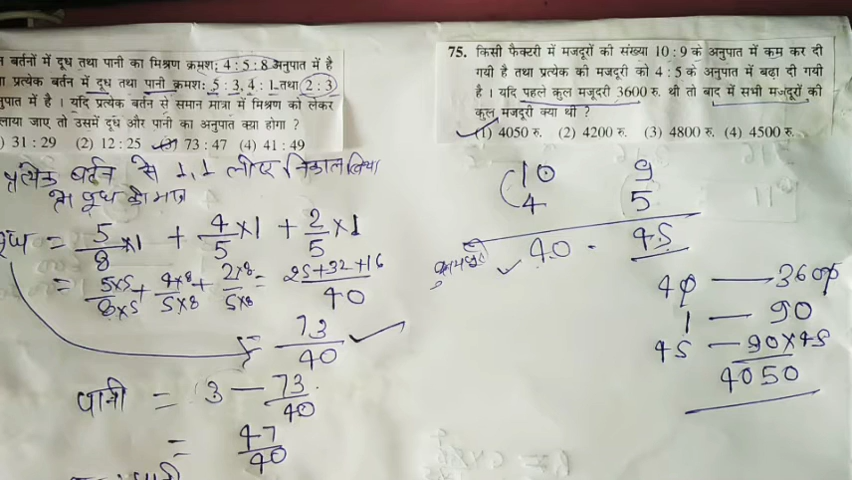 न बर्तनों में दूध तथा पानी का मिश्रण क्रमश: 4 : 5 : 8 अनुपात में है
प्रत्येक बर्तन में दूध तथा पानी क्रमश: 5 : 3, 4 : 1 तथा (2 : 3)
नुपात में है । यदि प्रत्येक बर्तन से समान मात्रा में मिश्रण को लेकर
लाया जाए तो उसमें दूध और पानी का अनुपात क्या होगा ?
) 31 : 29 (2) 12 : 25 (3) 73 : 47 (4) 41 : 49
प्रत्येक बर्तन से 1,1 लीटर निकाल लिया
दूध की मात्रा
= 5/8 × 1 + 4/5 × 1 + 2/5 × 1
= 5×5/8×5 + 4×8/5×8 + 2×8/5×8 = 25+32+16/40
= 73/40
पानी = 3 - 73/40
= 47/40
75. किसी फैक्टरी में मजदूरों की संख्या 10 : 9 के अनुपात में कम कर दी
गयी है तथा प्रत्येक की मजदूरी को 4 : 5 के अनुपात में बढ़ा दी गयी
है । यदि पहले कुल मजूदरी 3600 रु. थी तो बाद में सभी मजदूरों की
कुल मजदूरी क्या थी ?
(1) 4050 रु. (2) 4200 रु. (3) 4800 रु. (4) 4500 रु.
10 9
4 5
40 - 45
40 — 3600
1 — 90
45 — 90×45
4050